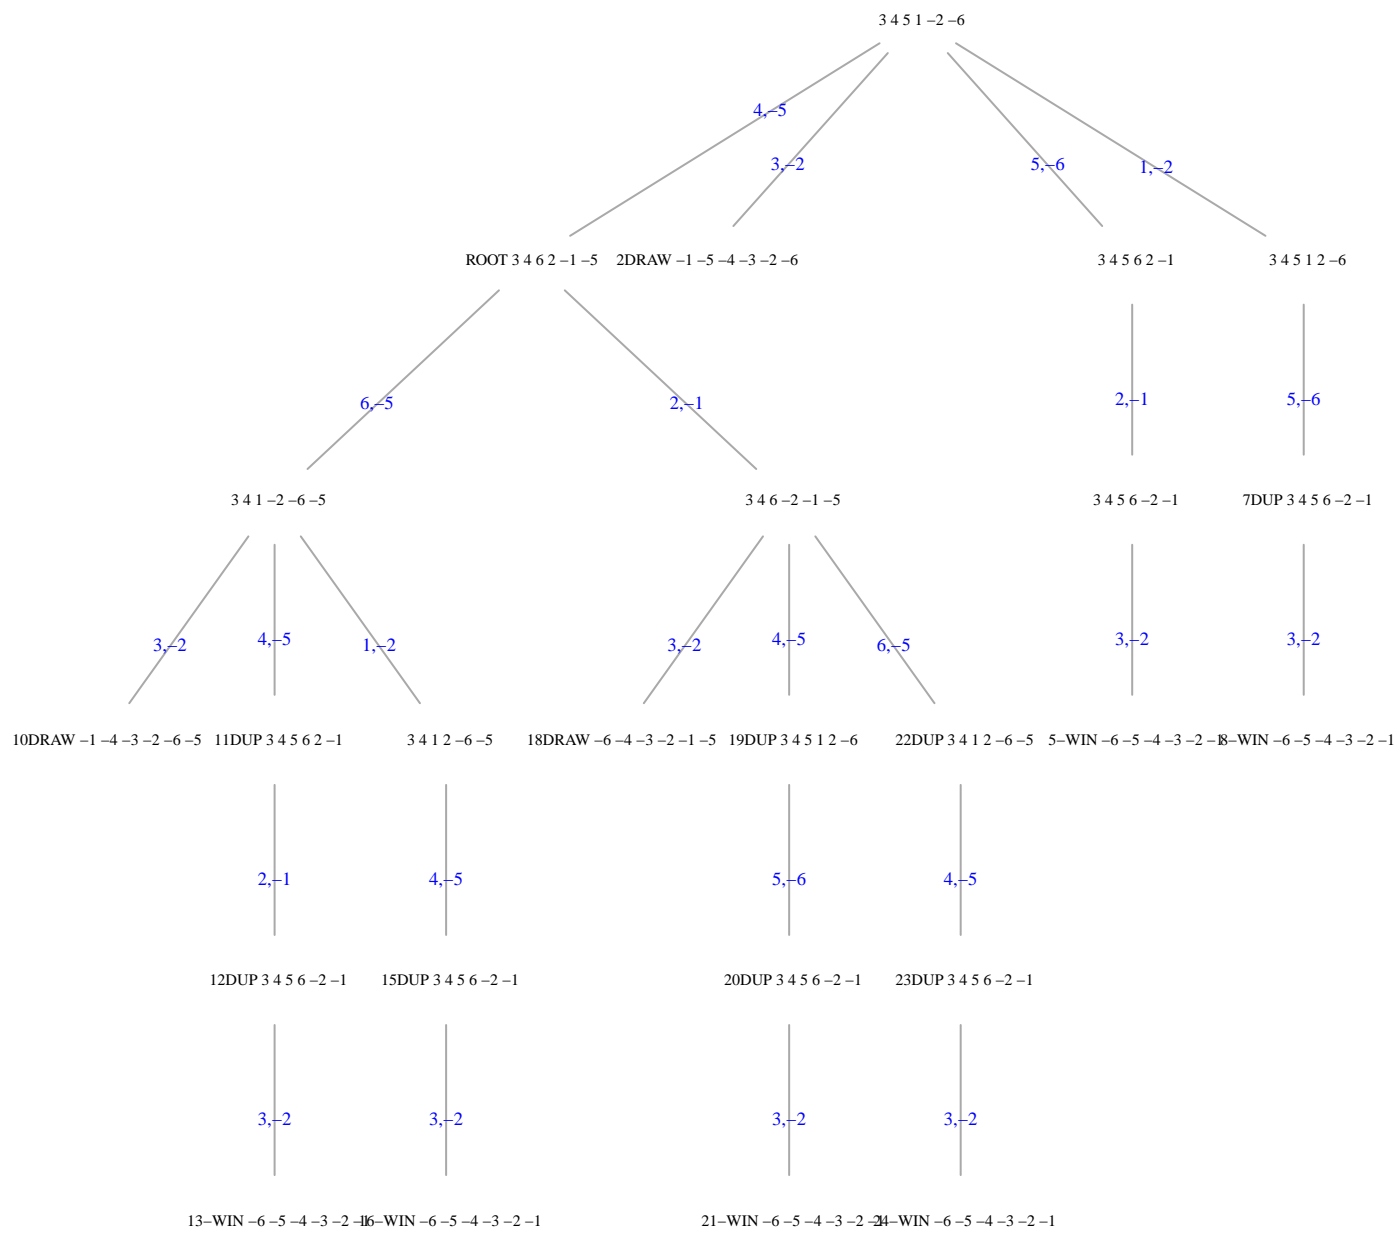 3 4 5 1 –2 –6
4,–5
3,–2
5,–6
1,–2
ROOT 3 4 6 2 –1 –5
2DRAW –1 –5 –4 –3 –2 –6
3 4 5 6 2 –1
3 4 5 1 2 –6
6,–5
2,–1
2,–1
5,–6
3 4 1 –2 –6 –5
3 4 6 –2 –1 –5
3 4 5 6 –2 –1
7DUP 3 4 5 6 –2 –1
3,–2
4,–5
1,–2
3,–2
4,–5
6,–5
3,–2
3,–2
10DRAW –1 –4 –3 –2 –6 –5
11DUP 3 4 5 6 2 –1
3 4 1 2 –6 –5
18DRAW –6 –4 –3 –2 –1 –5
19DUP 3 4 5 1 2 –6
22DUP 3 4 1 2 –6 –5
5–WIN –6 –5 –4 –3 –2 –1
8–WIN –6 –5 –4 –3 –2 –1
2,–1
4,–5
5,–6
4,–5
12DUP 3 4 5 6 –2 –1
15DUP 3 4 5 6 –2 –1
20DUP 3 4 5 6 –2 –1
23DUP 3 4 5 6 –2 –1
3,–2
3,–2
3,–2
3,–2
13–WIN –6 –5 –4 –3 –2 –1
16–WIN –6 –5 –4 –3 –2 –1
21–WIN –6 –5 –4 –3 –2 –1
24–WIN –6 –5 –4 –3 –2 –1